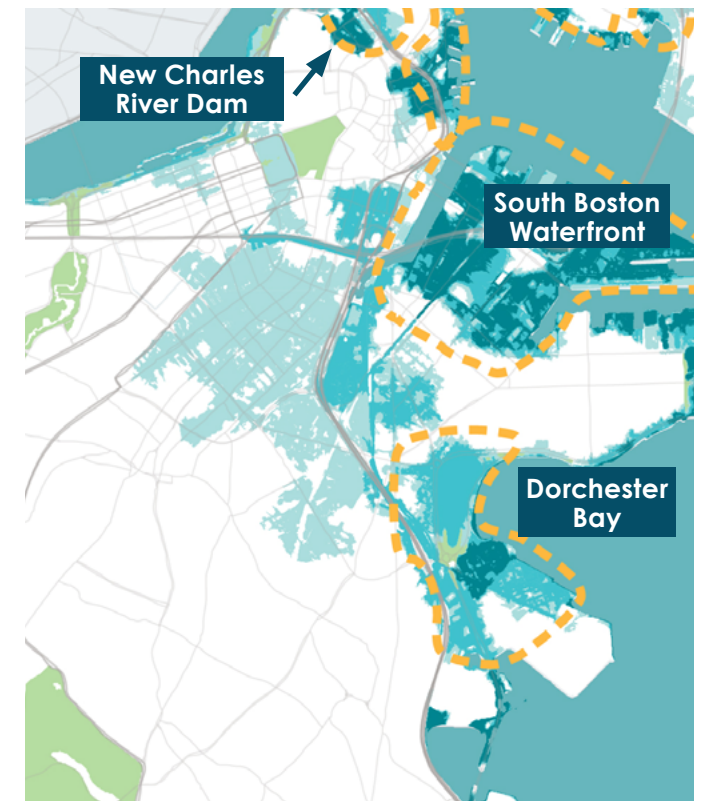 New Charles
River Dam
South Boston
Waterfront
Dorchester
Bay